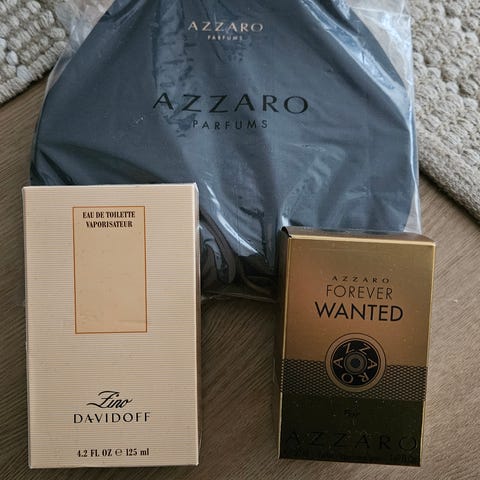 AZZARO
PARFUMS
AZZARO
PARFUMS
EAU DE TOILETTE
VAPORISATEUR
Zino
DAVIDOFF
4.2 FL OZ e 125 ml
AZZARO
FOREVER
WANTED
AZZARO
AZZARO